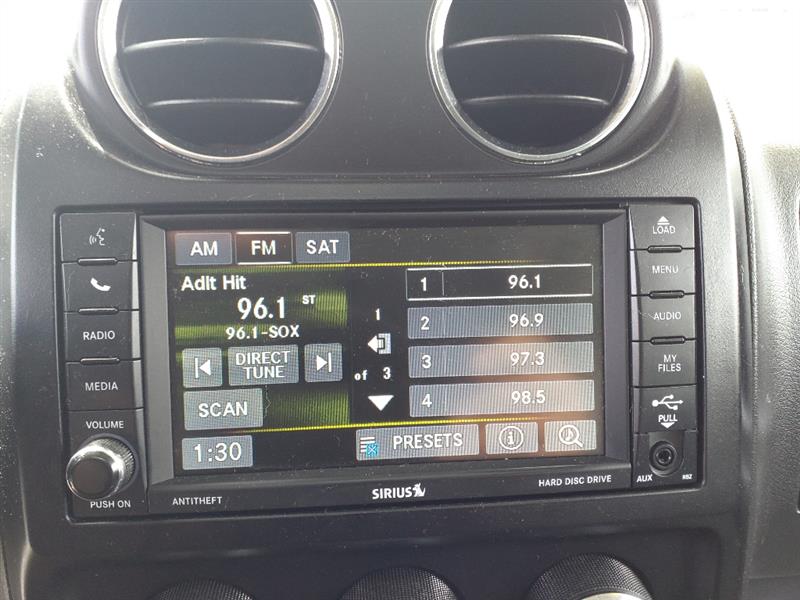 AM FM SAT
Adlt Hit
96.1 ST
96.1-SOX
DIRECT
TUNE
SCAN
1:30
1
of 3
1 96.1
2 96.9
3 97.3
4 98.5
PRESETS
RADIO
MEDIA
VOLUME
PUSH ON
LOAD
MENU
AUDIO
MY
FILES
PULL
AUX
RBZ
ANTITHEFT
SIRIUS
HARD DISC DRIVE